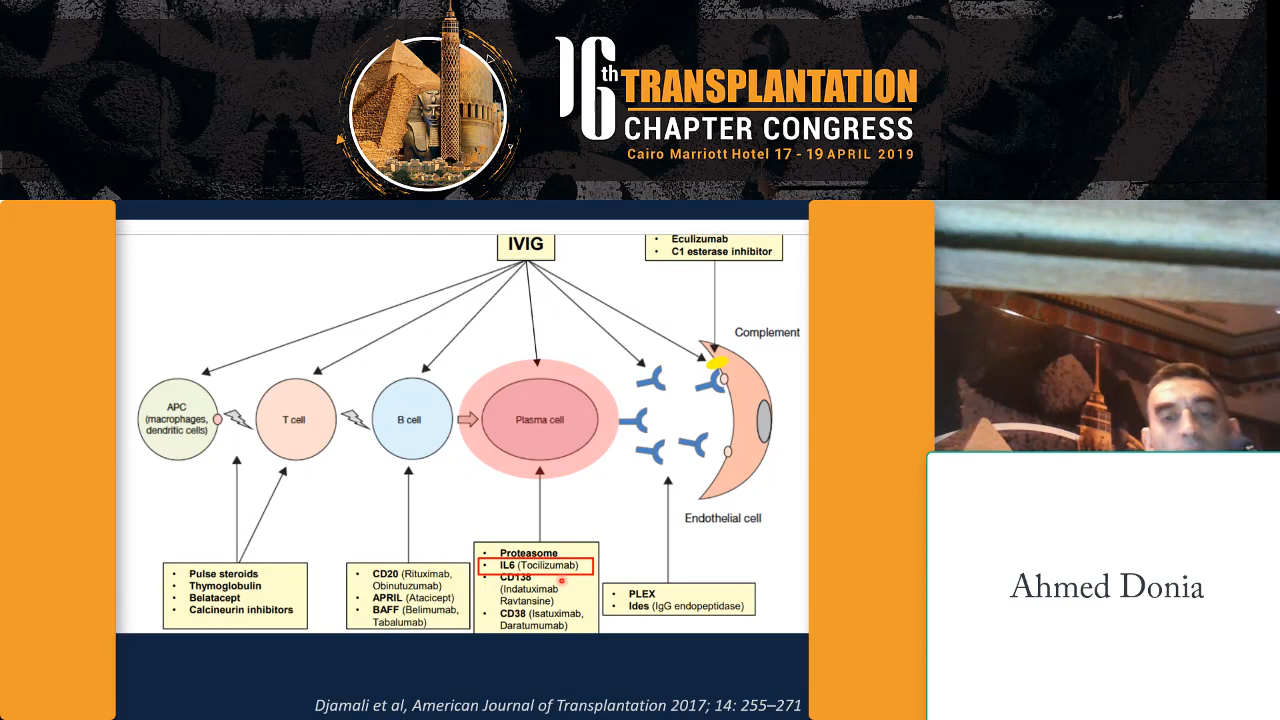 16th TRANSPLANTATION
CHAPTER CONGRESS
Cairo Marriott Hotel 17 - 19 APRIL 2019
IVIG
• Eculizumab
• C1 esterase inhibitor
Complement
APC
(macrophages,
dendritic cells)
T cell
B cell
Plasma cell
Endothelial cell
• Pulse steroids
• Thymoglobulin
• Belatacept
• Calcineurin inhibitors
• CD20 (Rituximab,
Obinutuzumab)
• APRIL (Atacicept)
• BAFF (Belimumab,
Tabalumab)
• Proteasome
• IL6 (Tocilizumab)
• CD138
(Indatuximab
Ravtansine)
• CD38 (Isatuximab,
Daratumumab)
• PLEX
• Ides (IgG endopeptidase)
Djamali et al, American Journal of Transplantation 2017; 14: 255–271
Ahmed Donia